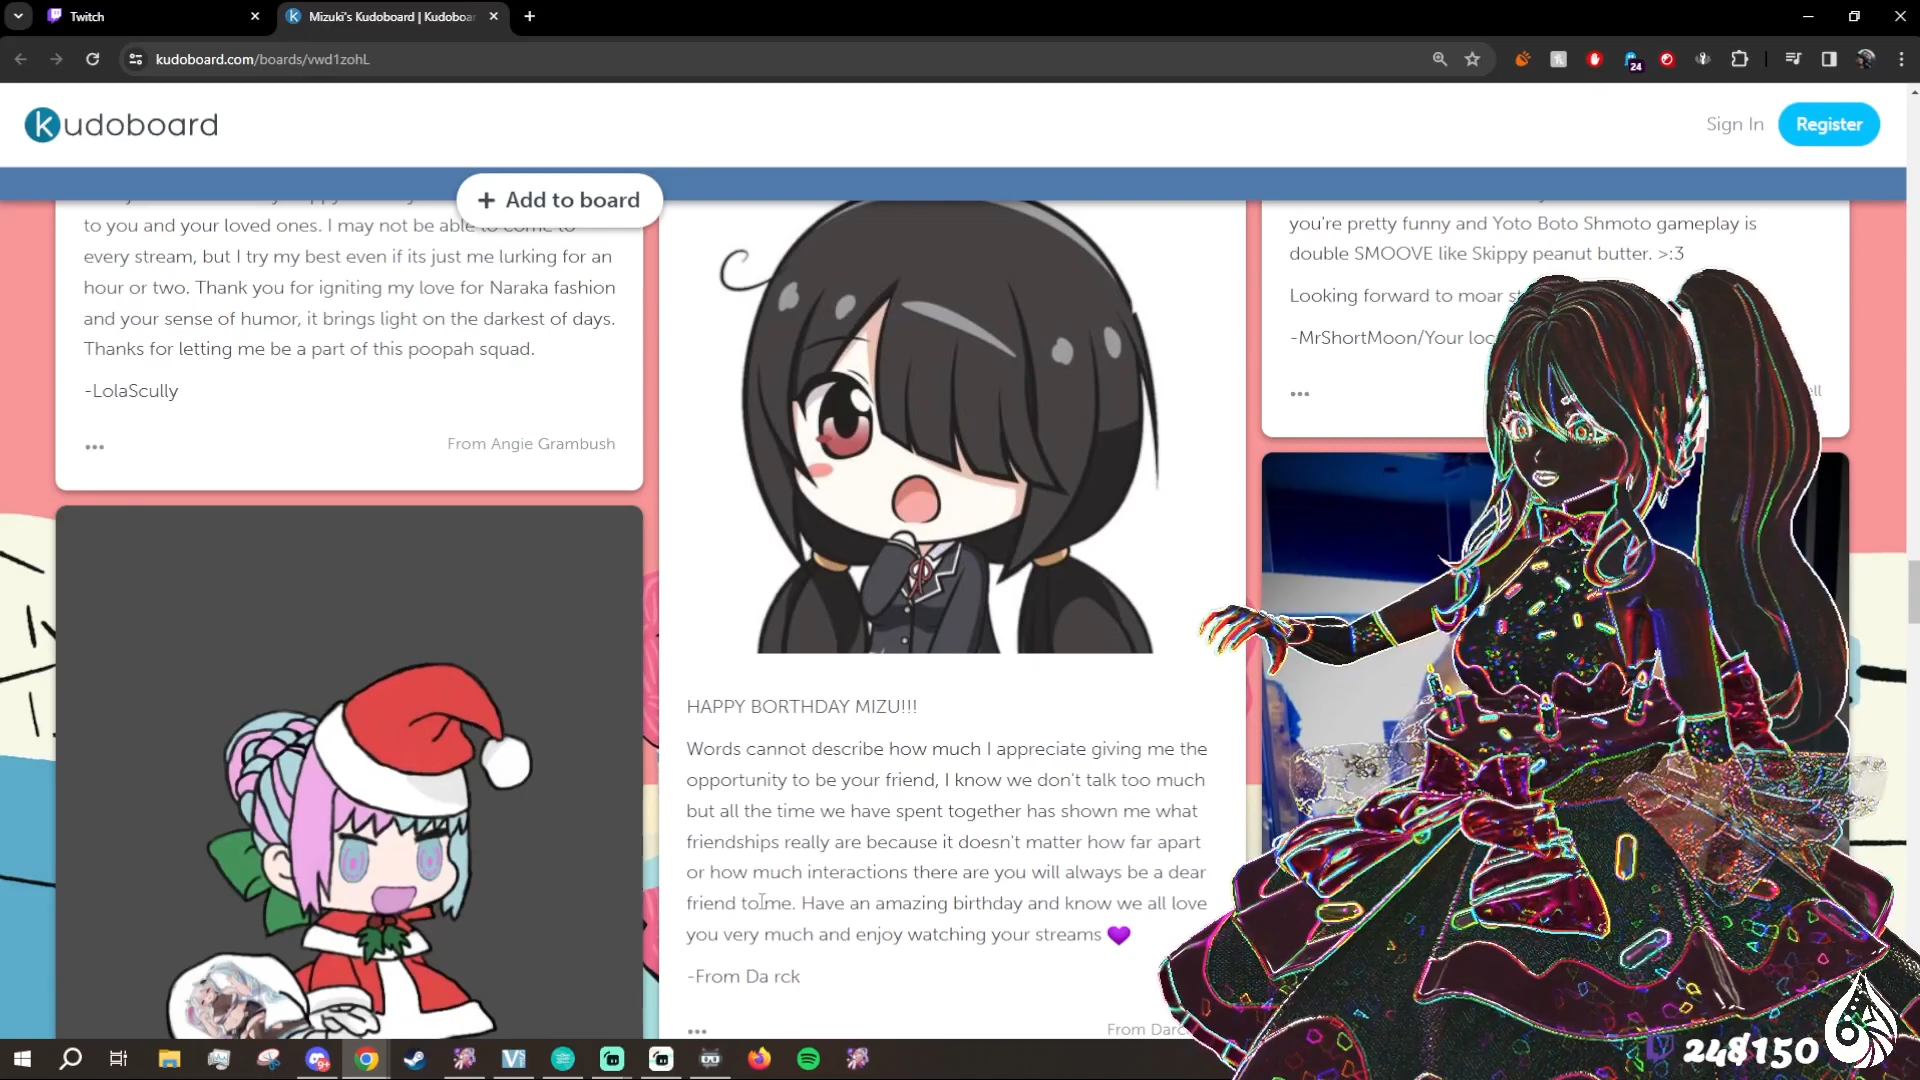 Twitch
Mizuki's Kudoboard | Kudoboar
kudoboard.com/boards/vwd1zohL
24
kudoboard
Sign In
Register
+ Add to board
to you and your loved ones. I may not be able to come to
every stream, but I try my best even if its just me lurking for an
hour or two. Thank you for igniting my love for Naraka fashion
and your sense of humor, it brings light on the darkest of days.
Thanks for letting me be a part of this poopah squad.
-LolaScully
From Angie Grambush
HAPPY BORTHDAY MIZU!!!
Words cannot describe how much I appreciate giving me the
opportunity to be your friend, I know we don't talk too much
but all the time we have spent together has shown me what
friendships really are because it doesn't matter how far apart
or how much interactions there are you will always be a dear
friend to me. Have an amazing birthday and know we all love
you very much and enjoy watching your streams 💜
-From Da rck
From Darc
you're pretty funny and Yoto Boto Shmoto gameplay is
double SMOOVE like Skippy peanut butter. >:3
Looking forward to moar
-MrShortMoon/Your loc
248/150